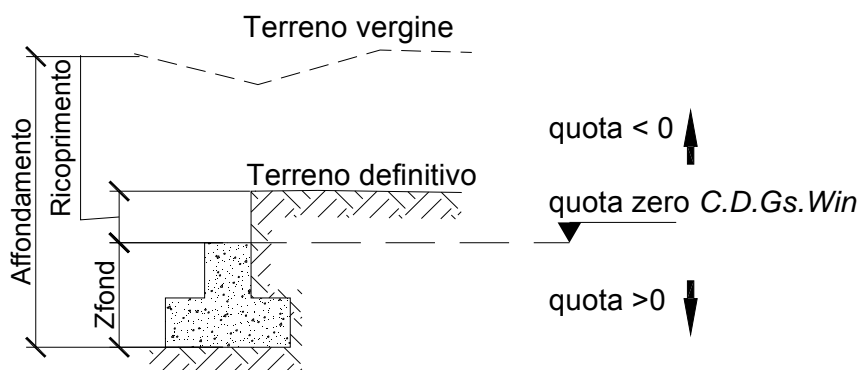 Terreno vergine
Affondamento
Ricoprimento
quota < 0
Terreno definitivo
quota zero C.D.Gs.Win
Zfond
quota >0